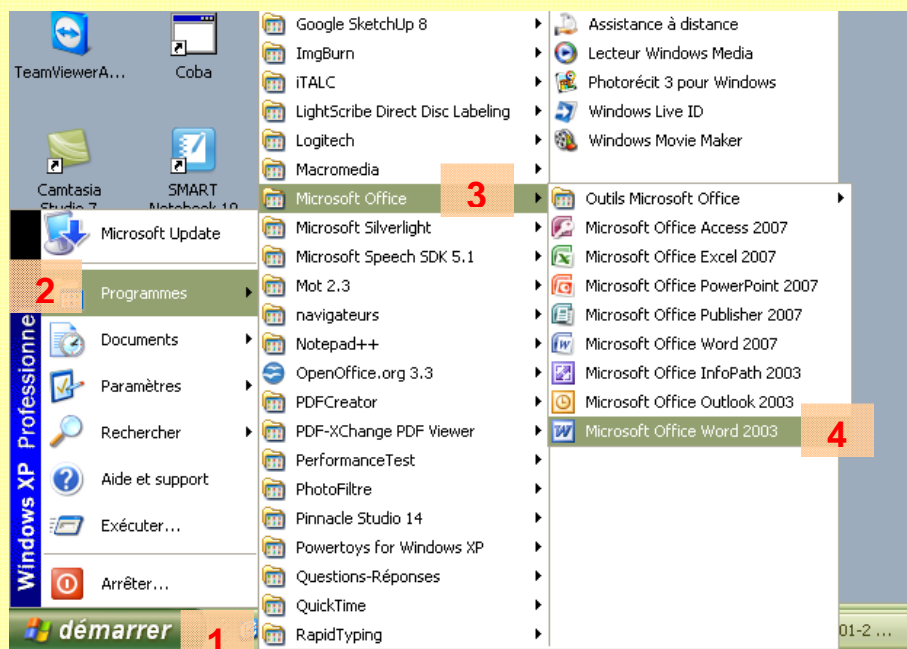 TeamViewerA...
Coba
Camtasia
Studio 7
SMART
Notebook 10
Microsoft Update
2
Programmes
Documents
Paramètres
Rechercher
Aide et support
Exécuter...
Arrêter...
Windows XP Professionnel
démarrer
1
Google SketchUp 8
ImgBurn
iTALC
LightScribe Direct Disc Labeling
Logitech
Macromedia
Microsoft Office
3
Microsoft Silverlight
Microsoft Speech SDK 5.1
Mot 2.3
navigateurs
Notepad++
OpenOffice.org 3.3
PDFCreator
PDF-XChange PDF Viewer
PerformanceTest
PhotoFiltre
Pinnacle Studio 14
Powertoys for Windows XP
Questions-Réponses
QuickTime
RapidTyping
Assistance à distance
Lecteur Windows Media
Photorécit 3 pour Windows
Windows Live ID
Windows Movie Maker
Outils Microsoft Office
Microsoft Office Access 2007
Microsoft Office Excel 2007
Microsoft Office PowerPoint 2007
Microsoft Office Publisher 2007
Microsoft Office Word 2007
Microsoft Office InfoPath 2003
Microsoft Office Outlook 2003
Microsoft Office Word 2003
4
01-2 ...